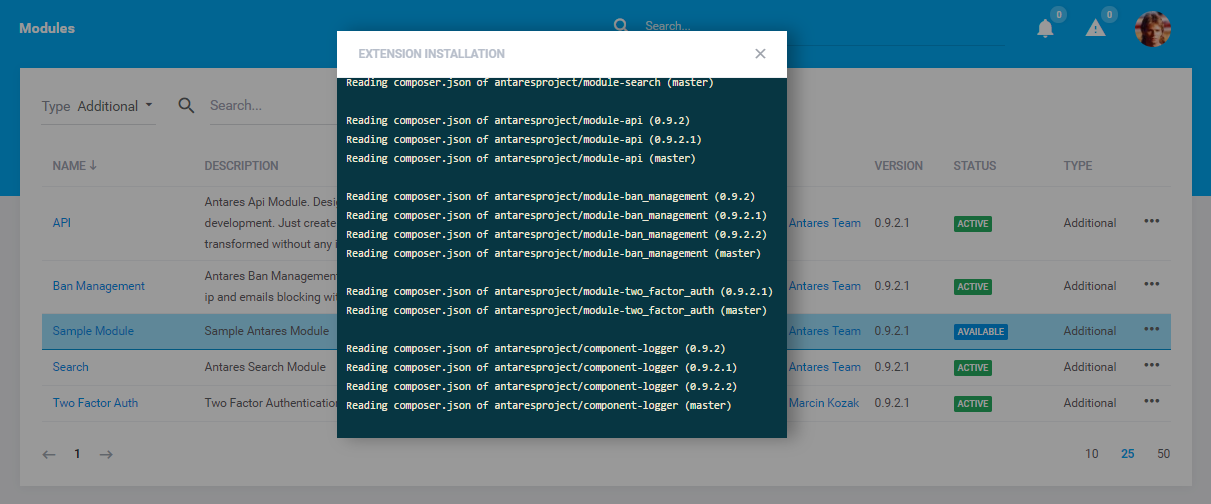 Modules
Search...
0
0
EXTENSION INSTALLATION
Reading composer.json of antaresproject/module-search (master)
Reading composer.json of antaresproject/module-api (0.9.2)
Reading composer.json of antaresproject/module-api (0.9.2.1)
Reading composer.json of antaresproject/module-api (master)
Reading composer.json of antaresproject/module-ban_management (0.9.2)
Reading composer.json of antaresproject/module-ban_management (0.9.2.1)
Reading composer.json of antaresproject/module-ban_management (0.9.2.2)
Reading composer.json of antaresproject/module-ban_management (master)
Reading composer.json of antaresproject/module-two_factor_auth (0.9.2.1)
Reading composer.json of antaresproject/module-two_factor_auth (master)
Reading composer.json of antaresproject/component-logger (0.9.2)
Reading composer.json of antaresproject/component-logger (0.9.2.1)
Reading composer.json of antaresproject/component-logger (0.9.2.2)
Reading composer.json of antaresproject/component-logger (master)
Type Additional Search...
NAME DESCRIPTION VERSION STATUS TYPE
Antares Api Module.
development. Just create
transformed without any
API Antares Team 0.9.2.1 ACTIVE Additional
Antares Ban Management
ip and emails blocking
Ban Management Antares Team 0.9.2.1 ACTIVE Additional
Sample Module Sample Antares Module Antares Team 0.9.2.1 AVAILABLE Additional
Search Antares Search Module Antares Team 0.9.2.1 ACTIVE Additional
Two Factor Auth Two Factor Authentication Marcin Kozak 0.9.2.1 ACTIVE Additional
1 10 25 50